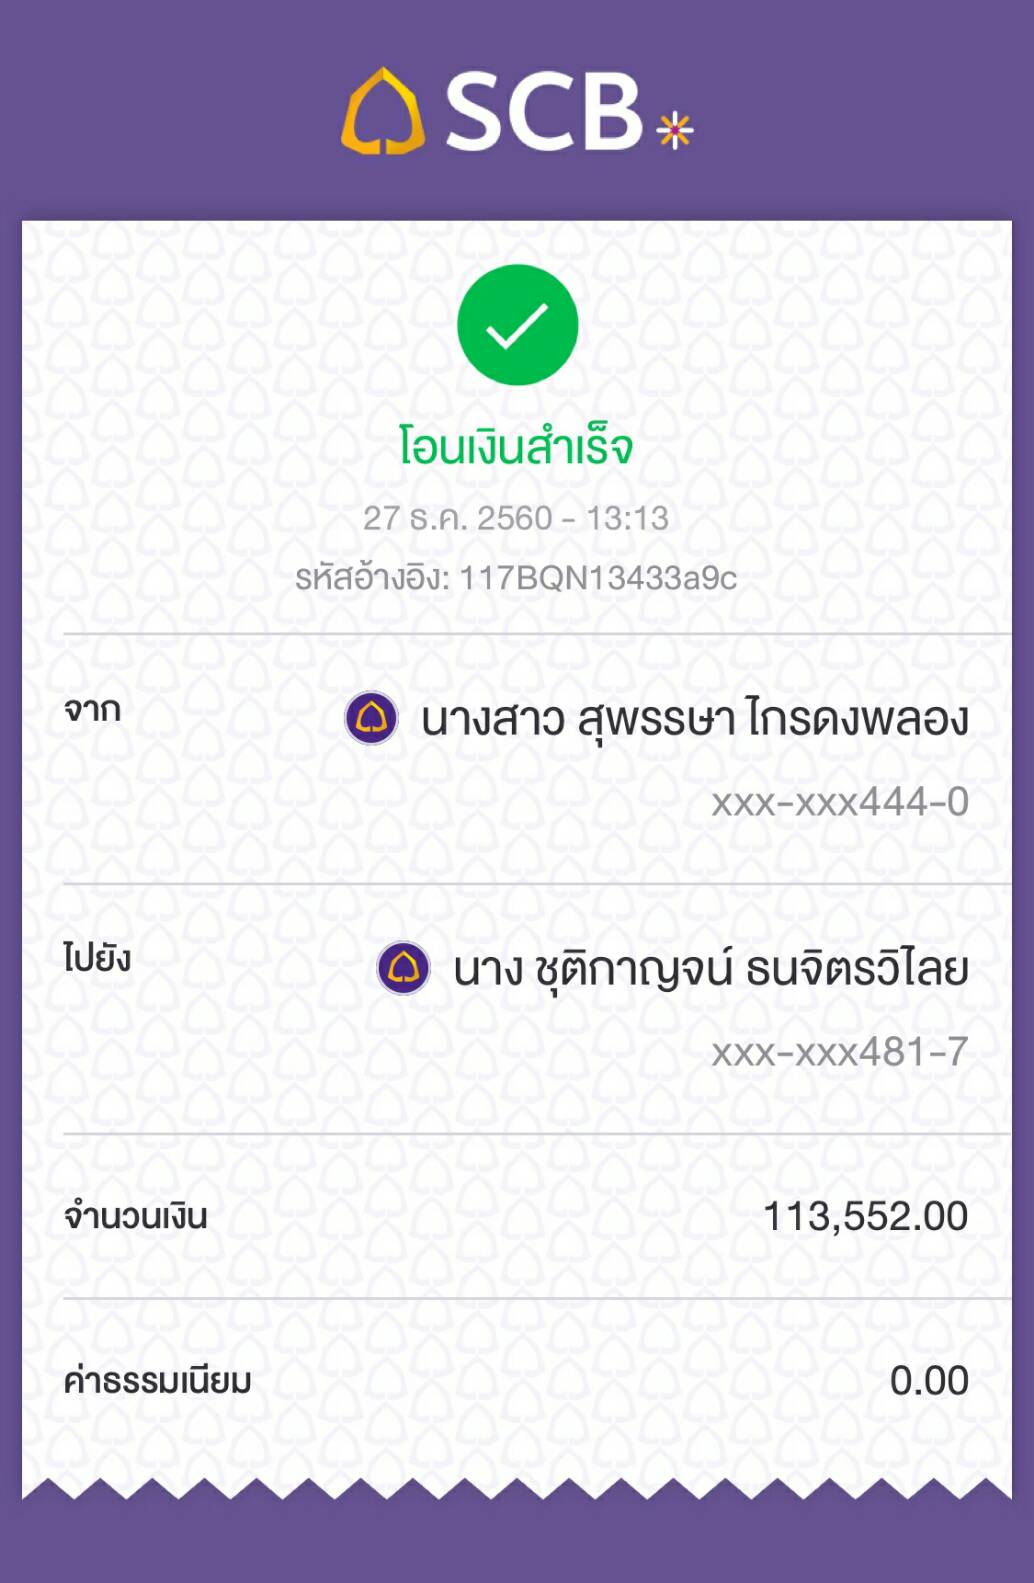 SCB
โอนเงินสำเร็จ
27 ธ.ค. 2560 - 13:13
รหัสอ้างอิง: 117BQN13433a9c
จาก นางสาว สุพรรษา ไกรดงพลอง
xxx-xxx444-0
ไปยัง นาง ชุติกาญจน์ ธนจิตรวิไลย
xxx-xxx481-7
จำนวนเงิน 113,552.00
ค่าธรรมเนียม 0.00